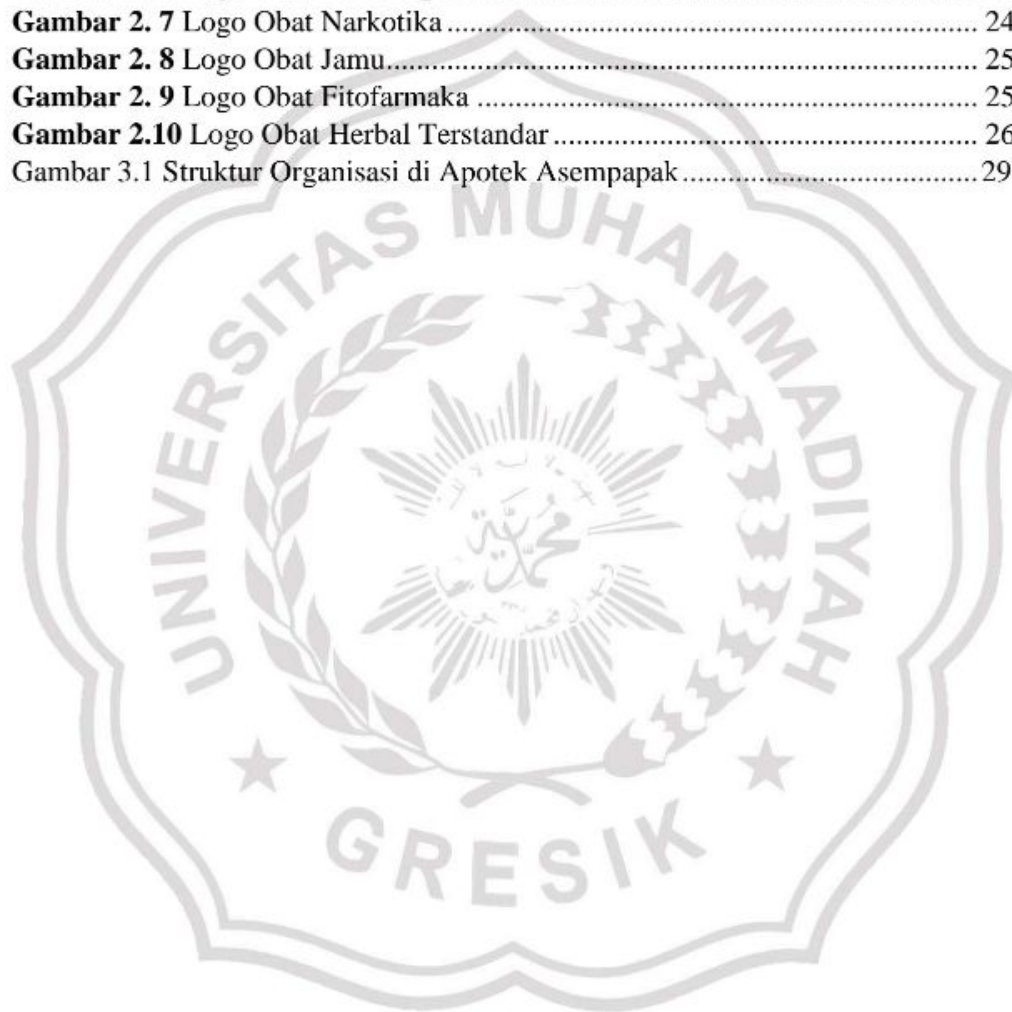 Gambar 2. 7 Logo Obat Narkotika ........................................................................ 24
Gambar 2. 8 Logo Obat Jamu................................................................................ 25
Gambar 2. 9 Logo Obat Fitofarmaka .................................................................... 25
Gambar 2.10 Logo Obat Herbal Terstandar .......................................................... 26
Gambar 3.1 Struktur Organisasi di Apotek Asempapak ........................................ 29
UNIVERSITAS MUHAMMADIYAH
GRESIK
محمد